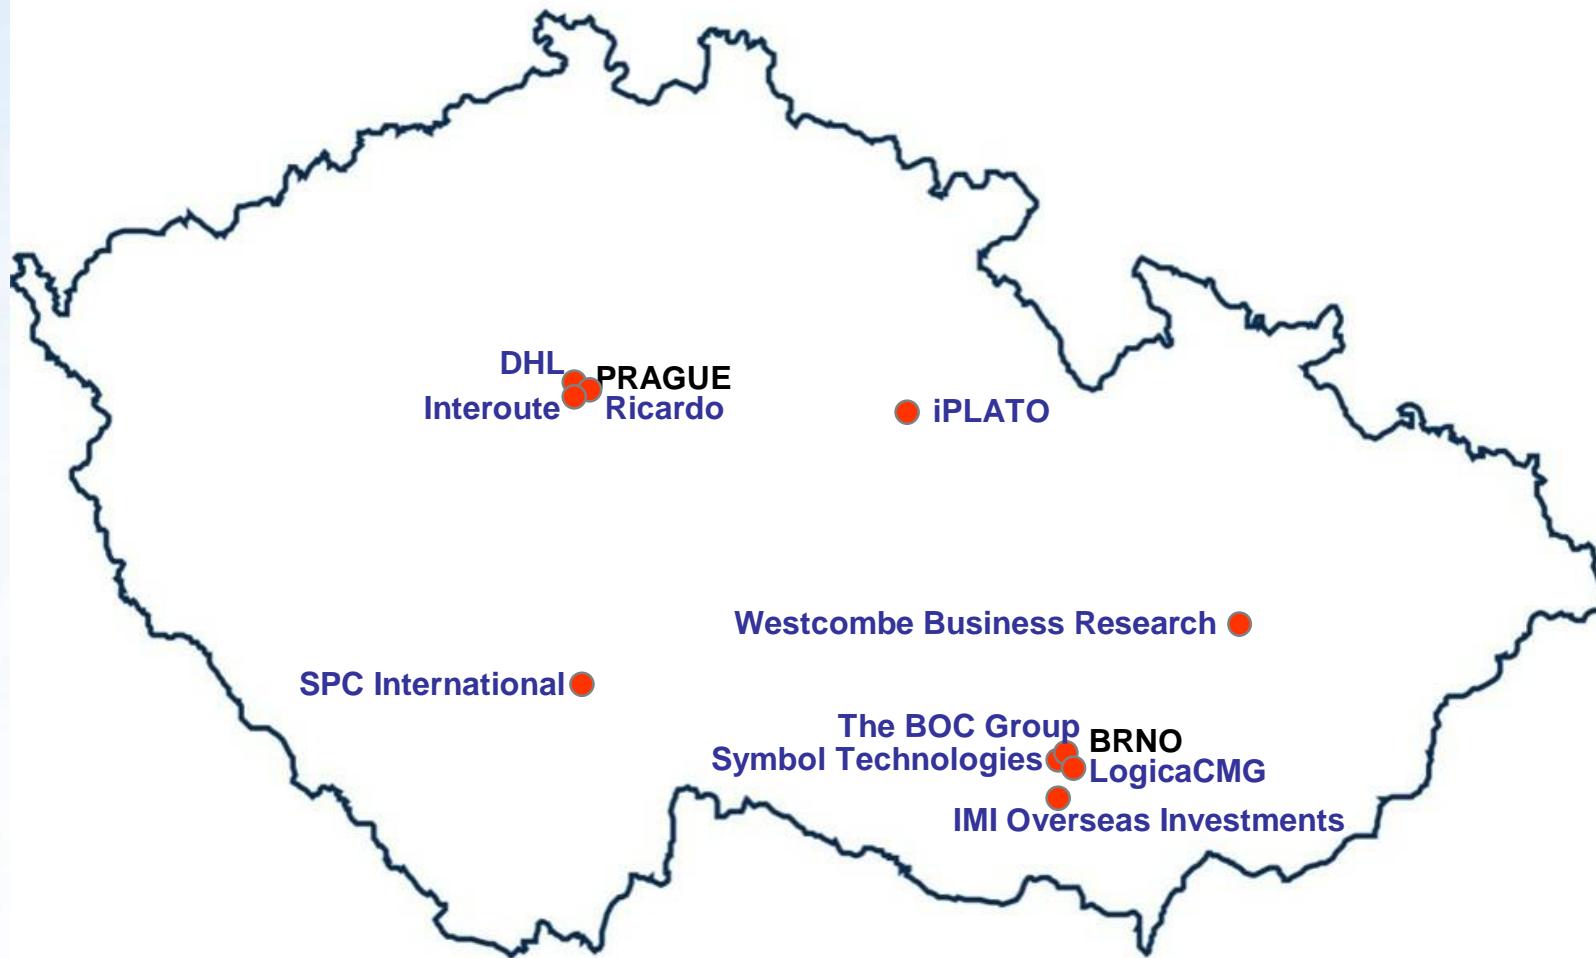 DHL
PRAGUE
Interoute
Ricardo
iPLATO
Westcombe Business Research
SPC International
The BOC Group
BRNO
Symbol Technologies
LogicaCMG
IMI Overseas Investments